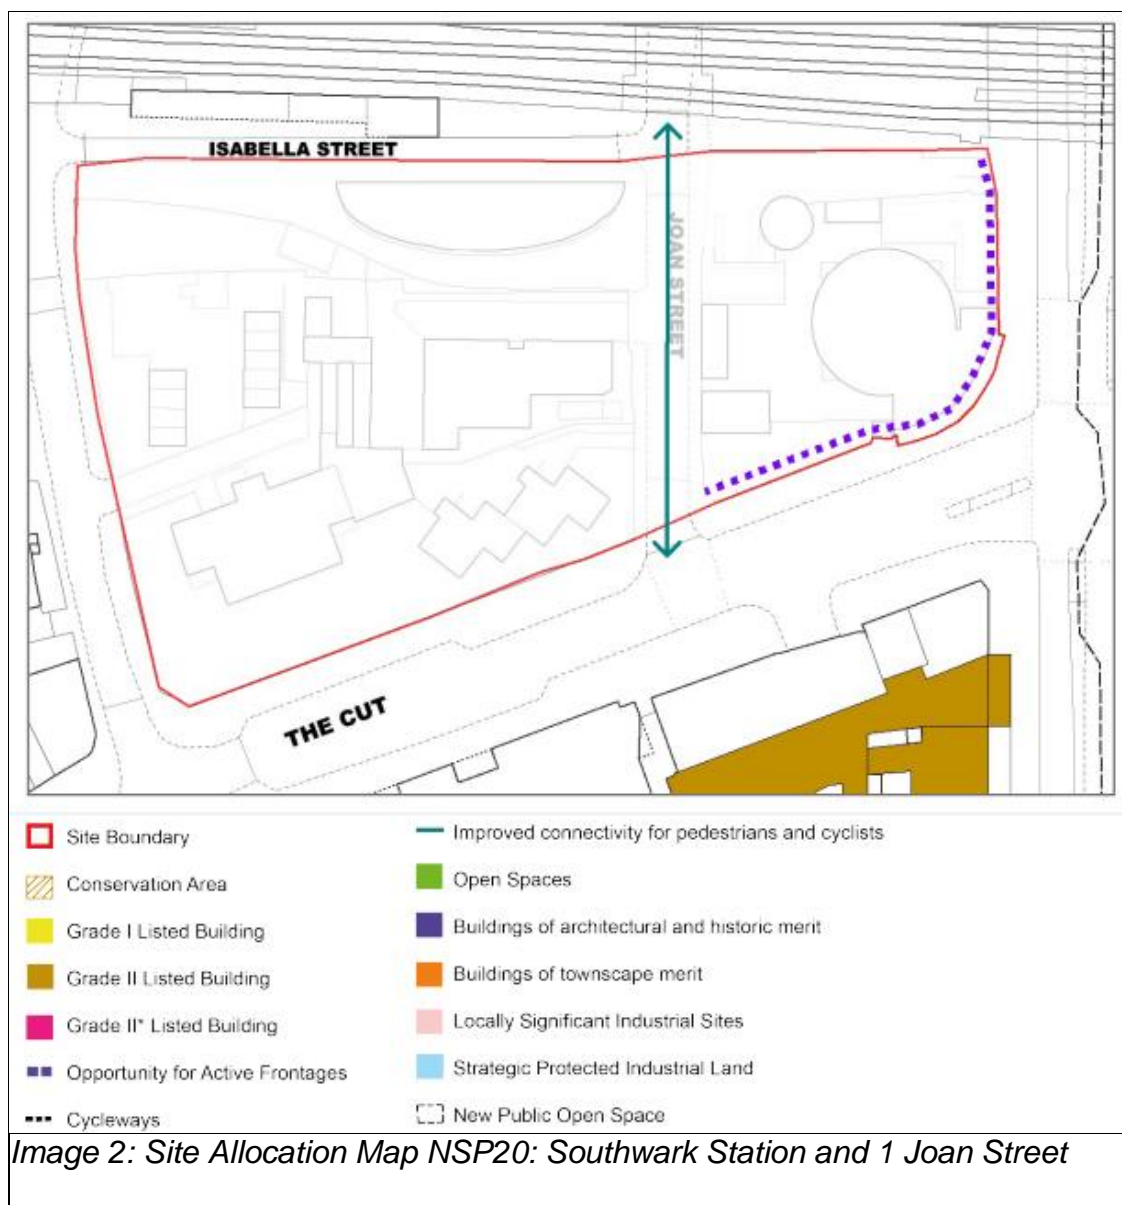 ISABELLA STREET
JOAN STREET
THE CUT
Site Boundary
Conservation Area
Grade I Listed Building
Grade II Listed Building
Grade II* Listed Building
Opportunity for Active Frontages
Cycleways
Improved connectivity for pedestrians and cyclists
Open Spaces
Buildings of architectural and historic merit
Buildings of townscape merit
Locally Significant Industrial Sites
Strategic Protected Industrial Land
New Public Open Space
Image 2: Site Allocation Map NSP20: Southwark Station and 1 Joan Street